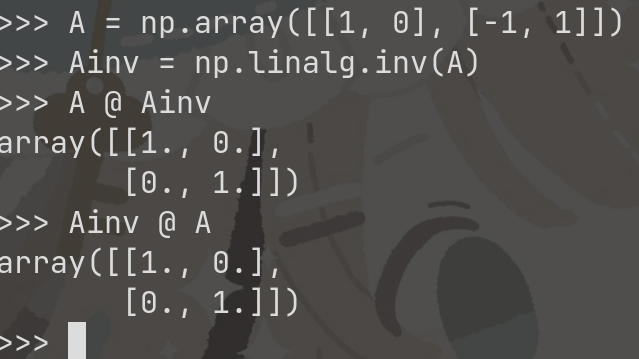 >>> A = np.array([[1, 0], [-1, 1]])
>>> Ainv = np.linalg.inv(A)
>>> A @ Ainv
array([[1., 0.],
       [0., 1.]])
>>> Ainv @ A
array([[1., 0.],
       [0., 1.]])
>>>